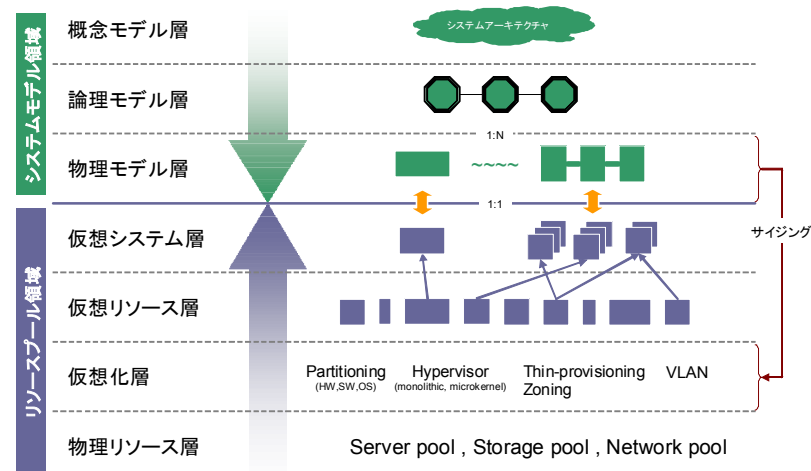 システムモデル領域
リソースプール領域
概念モデル層
システムアーキテクチャ
論理モデル層
1:N
物理モデル層
~~~~
1:1
サイジング
仮想システム層
仮想リソース層
仮想化層
Partitioning
(HW,SW,OS)
Hypervisor
(monolithic, microkernel)
Thin-provisioning
Zoning
VLAN
物理リソース層
Server pool , Storage pool , Network pool